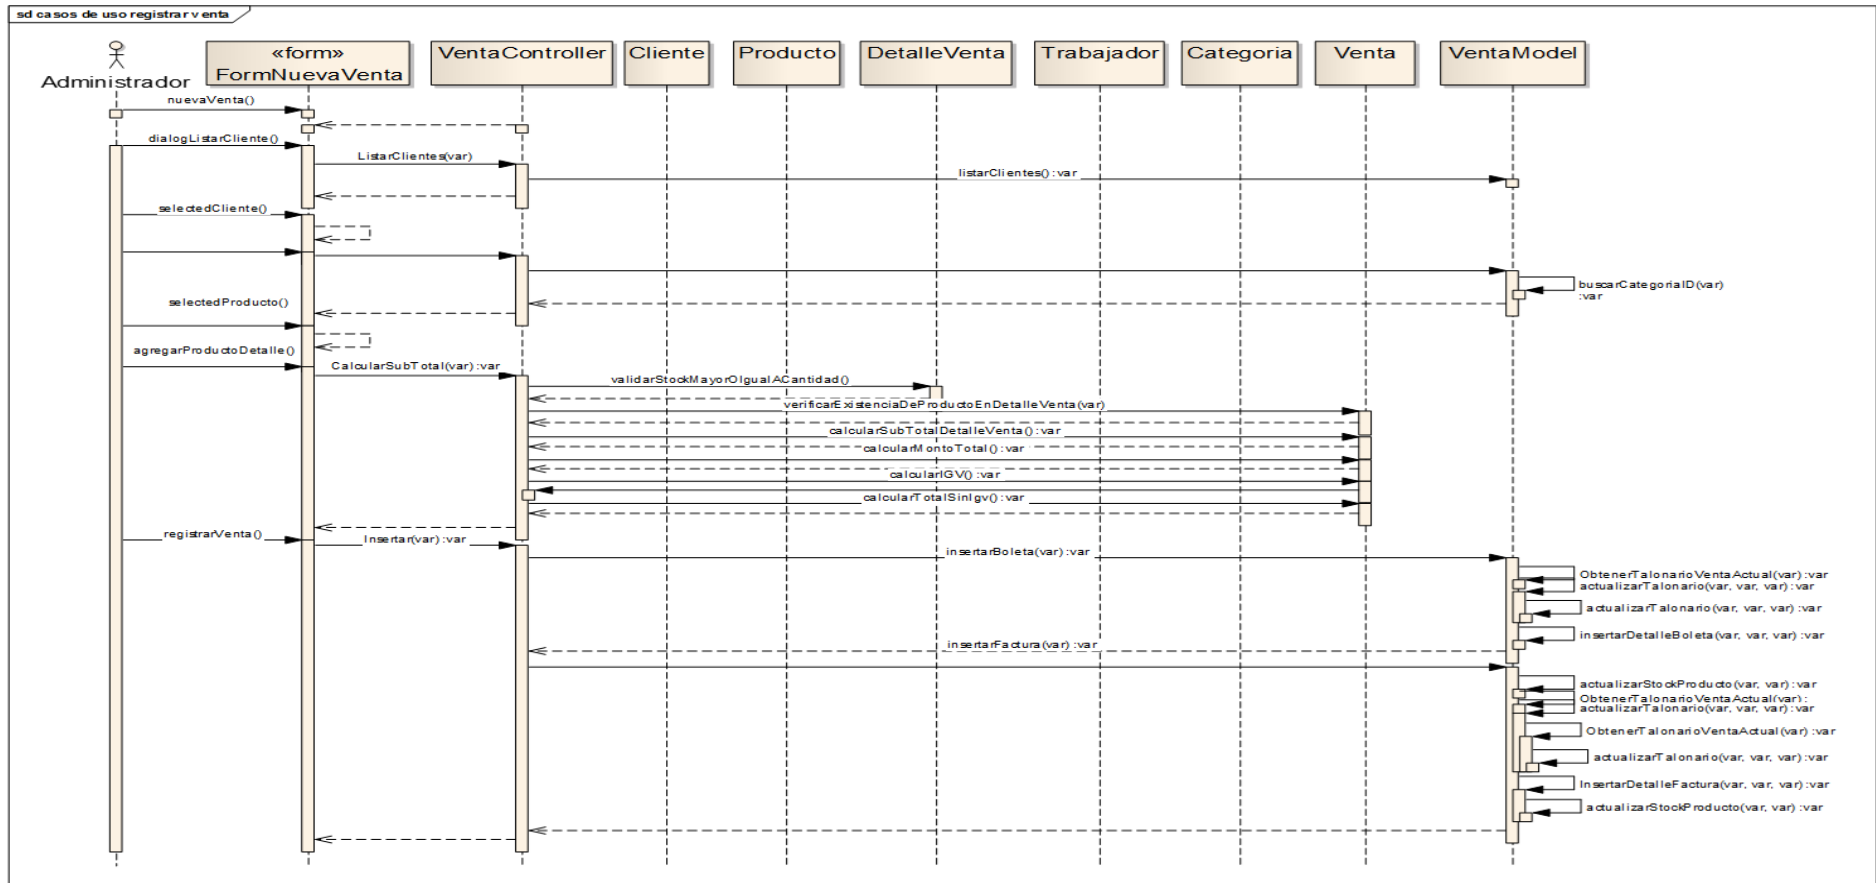 sd casos de uso registrar venta
Administrador
«form»
FormNuevaVenta
VentaController
Cliente
Producto
DetalleVenta
Trabajador
Categoria
Venta
VentaModel
nuevaVenta()
dialogListarCliente()
ListarClientes(var)
listarClientes() :var
selectedCliente()
buscarCategoriaID(var)
:var
selectedProducto()
agregarProductoDetalle()
CalcularSubTotal(var) :var
validarStockMayorOIgualACantidad()
verificarExistenciaDeProductoEnDetalleVenta(var)
calcularSubTotalDetalleVenta() :var
calcularMontoTotal() :var
calcularIGV() :var
calcularTotalSinIgv() :var
registrarVenta()
Insertar(var) :var
insertarBoleta(var) :var
ObtenerTalonarioVentaActual(var) :var
actualizarTalonario(var, var, var) :var
actualizarTalonario(var, var, var) :var
insertarDetalleBoleta(var, var, var) :var
insertarFactura(var) :var
actualizarStockProducto(var, var) :var
ObtenerTalonarioVentaActual(var) :
actualizarTalonario(var, var, var) :var
ObtenerTalonarioVentaActual(var) :var
actualizarTalonario(var, var, var) :var
InsertarDetalleFactura(var, var, var) :var
actualizarStockProducto(var, var) :var